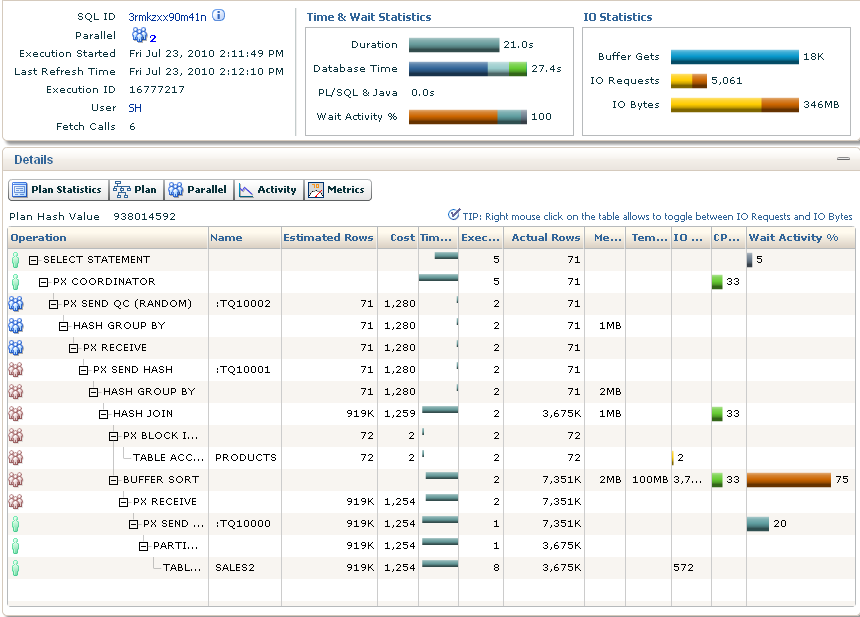 SQL ID 3rmkzxx90m41n
Parallel 2
Execution Started Fri Jul 23, 2010 2:11:49 PM
Last Refresh Time Fri Jul 23, 2010 2:12:10 PM
Execution ID 16777217
User SH
Fetch Calls 6
Time & Wait Statistics
Duration 21.0s
Database Time 27.4s
PL/SQL & Java 0.0s
Wait Activity % 100
IO Statistics
Buffer Gets 18K
IO Requests 5,061
IO Bytes 346MB
Details
Plan Statistics Plan Parallel Activity Metrics
Plan Hash Value 938014592
TIP: Right mouse click on the table allows to toggle between IO Requests and IO Bytes
Operation Name Estimated Rows Cost Tim... Exec... Actual Rows Me... Tem... IO ... CP... Wait Activity %
SELECT STATEMENT 5 71 5
PX COORDINATOR 5 71 33
PX SEND QC (RANDOM) :TQ10002 71 1,280 2 71
HASH GROUP BY 71 1,280 2 71 1MB
PX RECEIVE 71 1,280 2 71
PX SEND HASH :TQ10001 71 1,280 2 71
HASH GROUP BY 71 1,280 2 71 2MB
HASH JOIN 919K 1,259 2 3,675K 1MB 33
PX BLOCK I... 72 2 2 72
TABLE ACC... PRODUCTS 72 2 2 72 2
BUFFER SORT 2 7,351K 2MB 100MB 3,7... 33 75
PX RECEIVE 919K 1,254 2 7,351K
PX SEND ... :TQ10000 919K 1,254 1 7,351K 20
PARTI... 919K 1,254 1 3,675K
TABL... SALES2 919K 1,254 8 3,675K 572